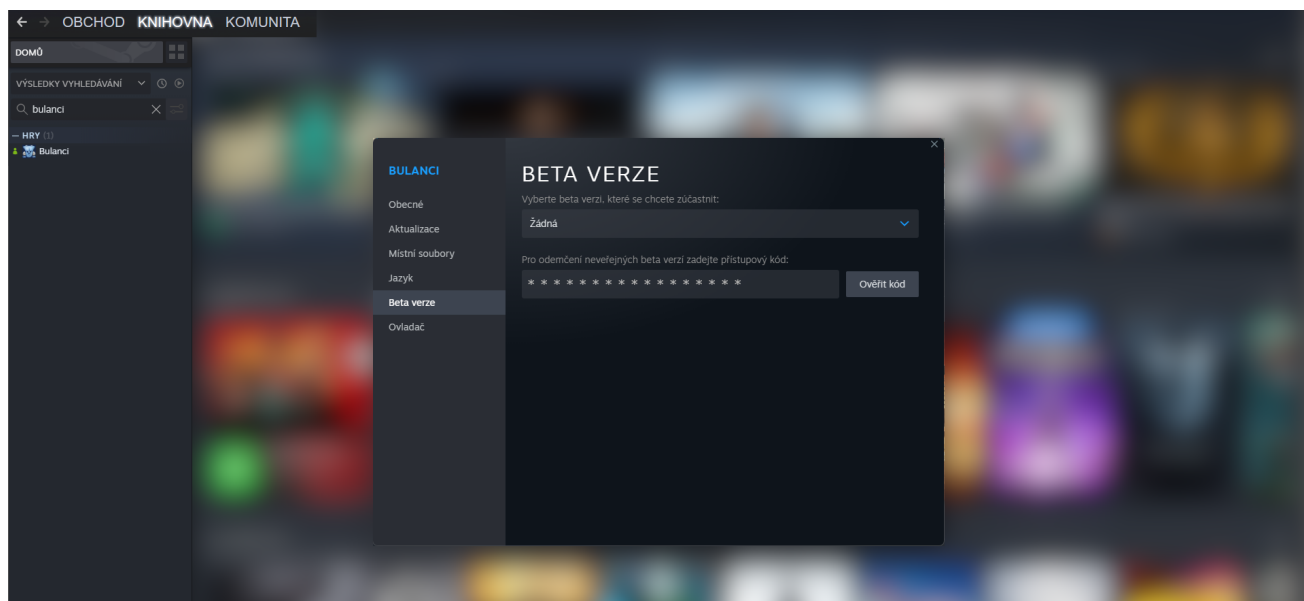 OBCHOD KNIHOVNA KOMUNITA
DOMŮ
VÝSLEDKY VYHLEDÁVÁNÍ
bulanci
— HRY (1)
Bulanci
BULANCI
Obecné
Aktualizace
Místní soubory
Jazyk
Beta verze
Ovladač
BETA VERZE
Vyberte beta verzi, které se chcete zúčastnit:
Žádná
Pro odemčení neveřejných beta verzí zadejte přístupový kód:
* * * * * * * * * * * * * * * * *
Ověřit kód